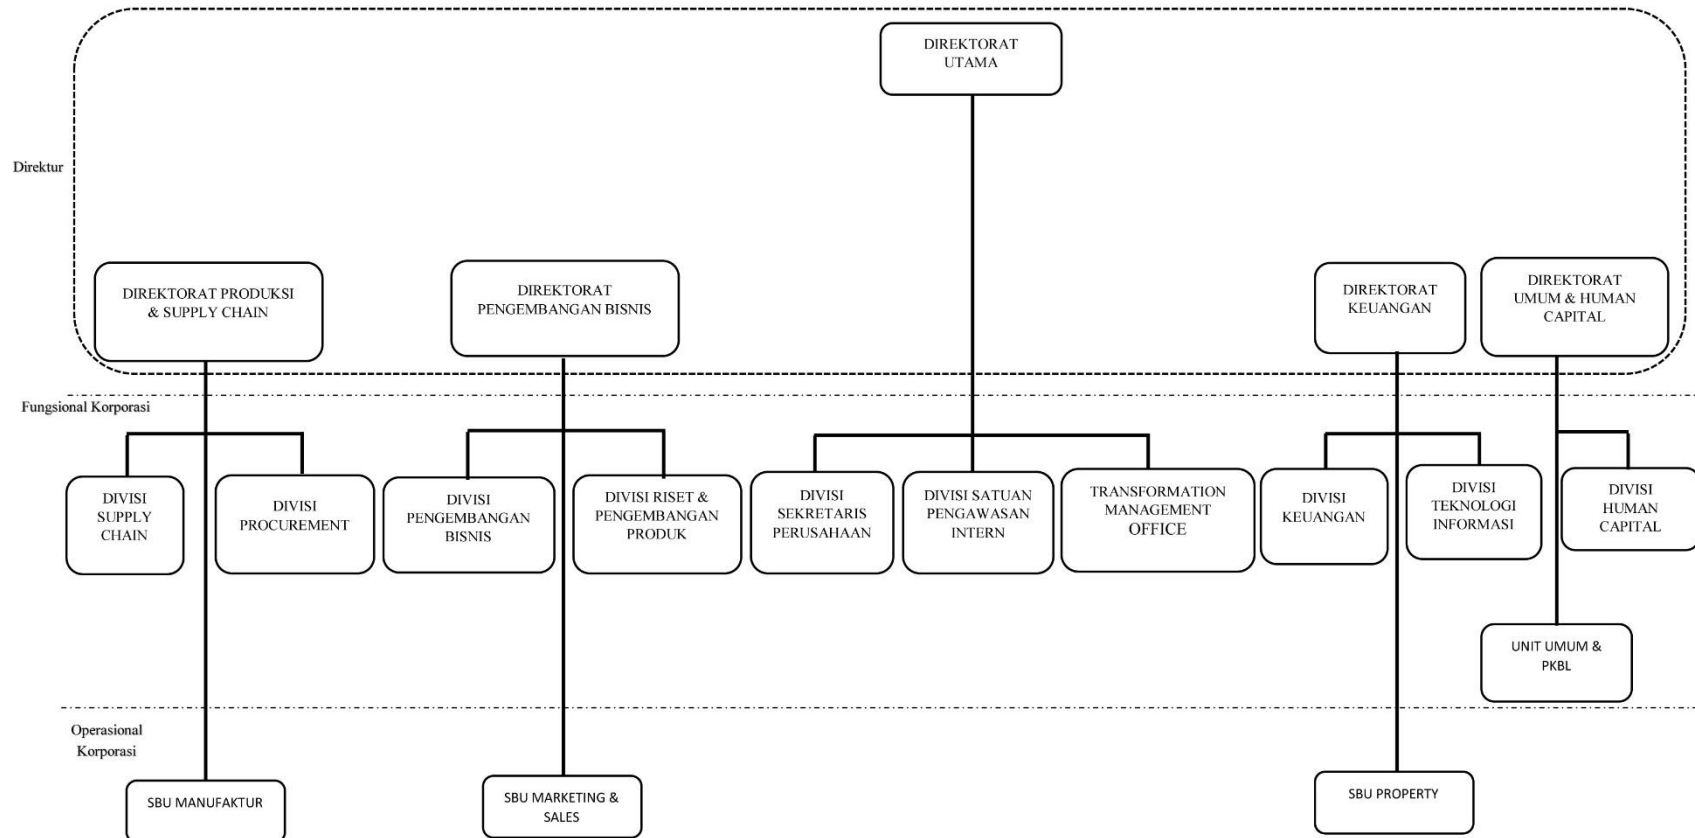 DIREKTORAT
UTAMA
Direktur
DIREKTORAT PRODUKSI
& SUPPLY CHAIN
DIREKTORAT
PENGEMBANGAN BISNIS
DIREKTORAT
KEUANGAN
DIREKTORAT
UMUM & HUMAN
CAPITAL
Fungsional Korporasi
DIVISI
SUPPLY
CHAIN
DIVISI
PROCUREMENT
DIVISI
PENGEMBANGAN
BISNIS
DIVISI RISET &
PENGEMBANGAN
PRODUK
DIVISI
SEKRETARIS
PERUSAHAAN
DIVISI SATUAN
PENGAWASAN
INTERN
TRANSFORMATION
MANAGEMENT
OFFICE
DIVISI
KEUANGAN
DIVISI
TEKNOLOGI
INFORMASI
DIVISI
HUMAN
CAPITAL
UNIT UMUM &
PKBL
Operasional
Korporasi
SBU MANUFAKTUR
SBU MARKETING &
SALES
SBU PROPERTY